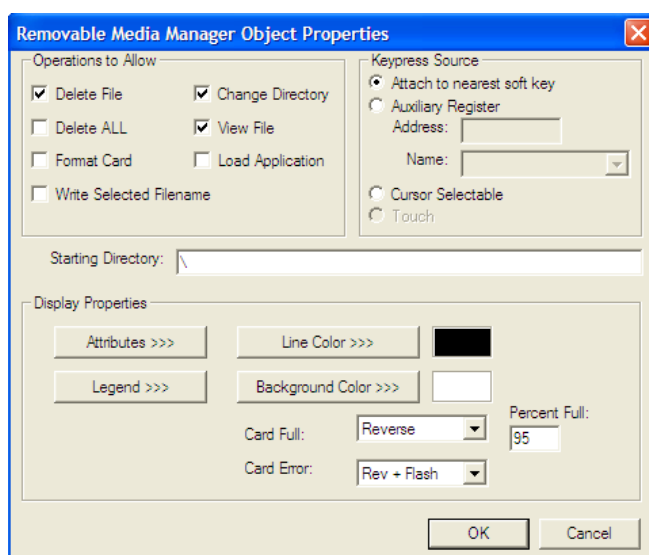 Removable Media Manager Object Properties
Operations to Allow
Delete File
Change Directory
Delete ALL
View File
Format Card
Load Application
Write Selected Filename
Keypress Source
Attach to nearest soft key
Auxiliary Register
Address:
Name:
Cursor Selectable
Touch
Starting Directory: \
Display Properties
Attributes >>>
Line Color >>>
Legend >>>
Background Color >>>
Percent Full:
Card Full: Reverse 95
Card Error: Rev + Flash
OK Cancel